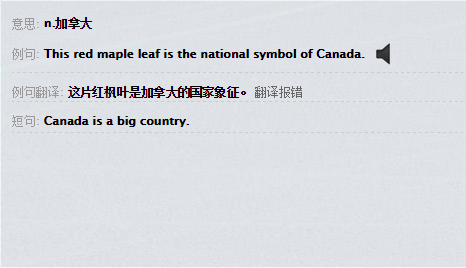 意思: n.加拿大
例句: This red maple leaf is the national symbol of Canada.
例句翻译: 这片红枫叶是加拿大的国家象征。 翻译报错
短句: Canada is a big country.